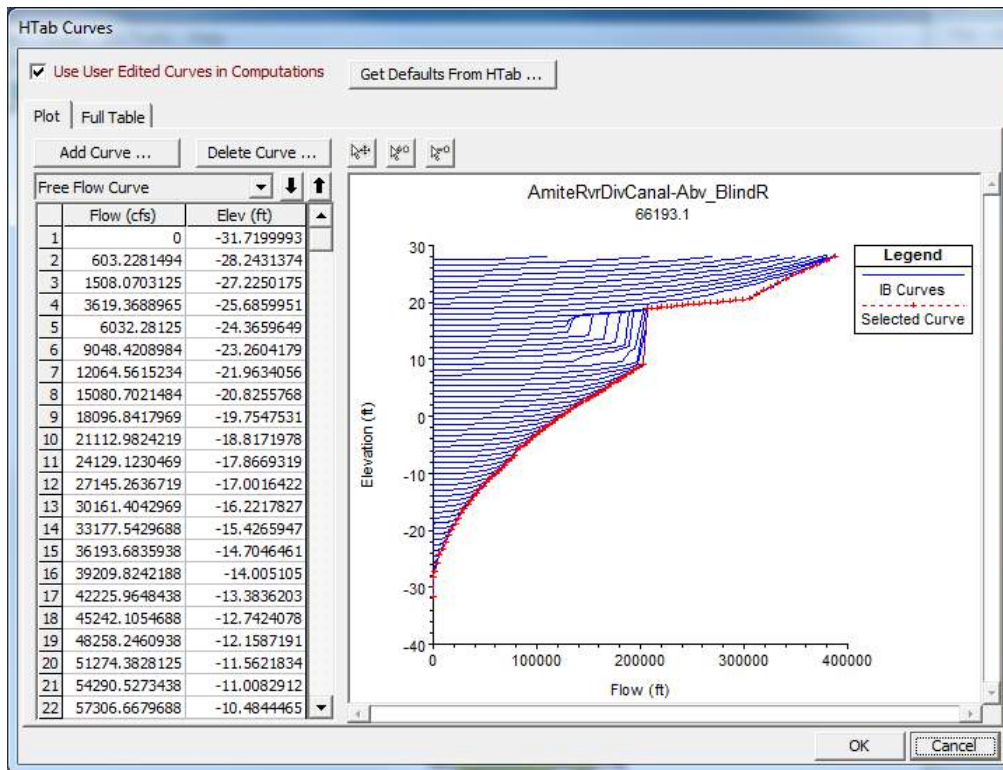 HTab Curves
Use User Edited Curves in Computations
Get Defaults From HTab ...
Plot
Full Table
Add Curve ...
Delete Curve ...
Free Flow Curve
Flow (cfs) Elev (ft)
1 0 -31.7199993
2 603.2281494 -28.2431374
3 1508.0703125 -27.2250175
4 3619.3688965 -25.6859951
5 6032.28125 -24.3659649
6 9048.4208984 -23.2604179
7 12064.5615234 -21.9634056
8 15080.7021484 -20.8255768
9 18096.8417969 -19.7547531
10 21112.9824219 -18.8171978
11 24129.1230469 -17.8669319
12 27145.2636719 -17.0016422
13 30161.4042969 -16.2217827
14 33177.5429688 -15.4265947
15 36193.6835938 -14.7046461
16 39209.8242188 -14.005105
17 42225.9648438 -13.3836203
18 45242.1054688 -12.7424078
19 48258.2460938 -12.1587191
20 51274.3828125 -11.5621834
21 54290.5273438 -11.0082912
22 57306.6679688 -10.4844465
AmiteRvrDivCanal-Abv_BlindR
66193.1
30
20
10
0
-10
-20
-30
-40
Elevation (ft)
0 100000 200000 300000 400000
Flow (ft)
Legend
IB Curves
Selected Curve
OK
Cancel